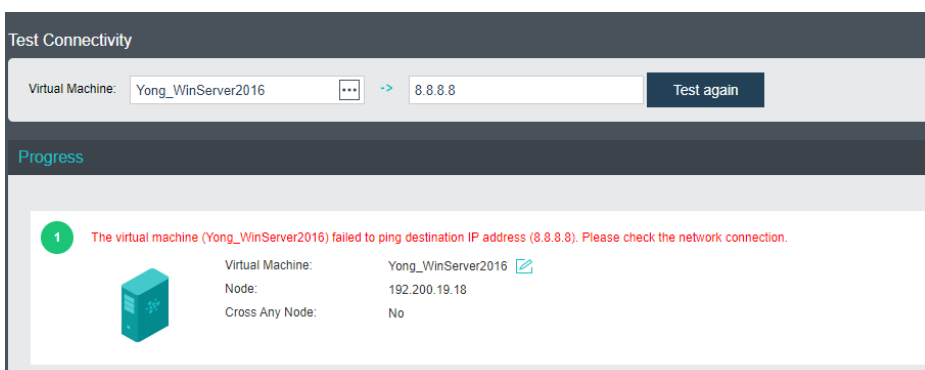 Test Connectivity
Virtual Machine: Yong_WinServer2016 ... -> 8.8.8.8 Test again
Progress
1 The virtual machine (Yong_WinServer2016) failed to ping destination IP address (8.8.8.8). Please check the network connection.
Virtual Machine: Yong_WinServer2016
Node: 192.200.19.18
Cross Any Node: No